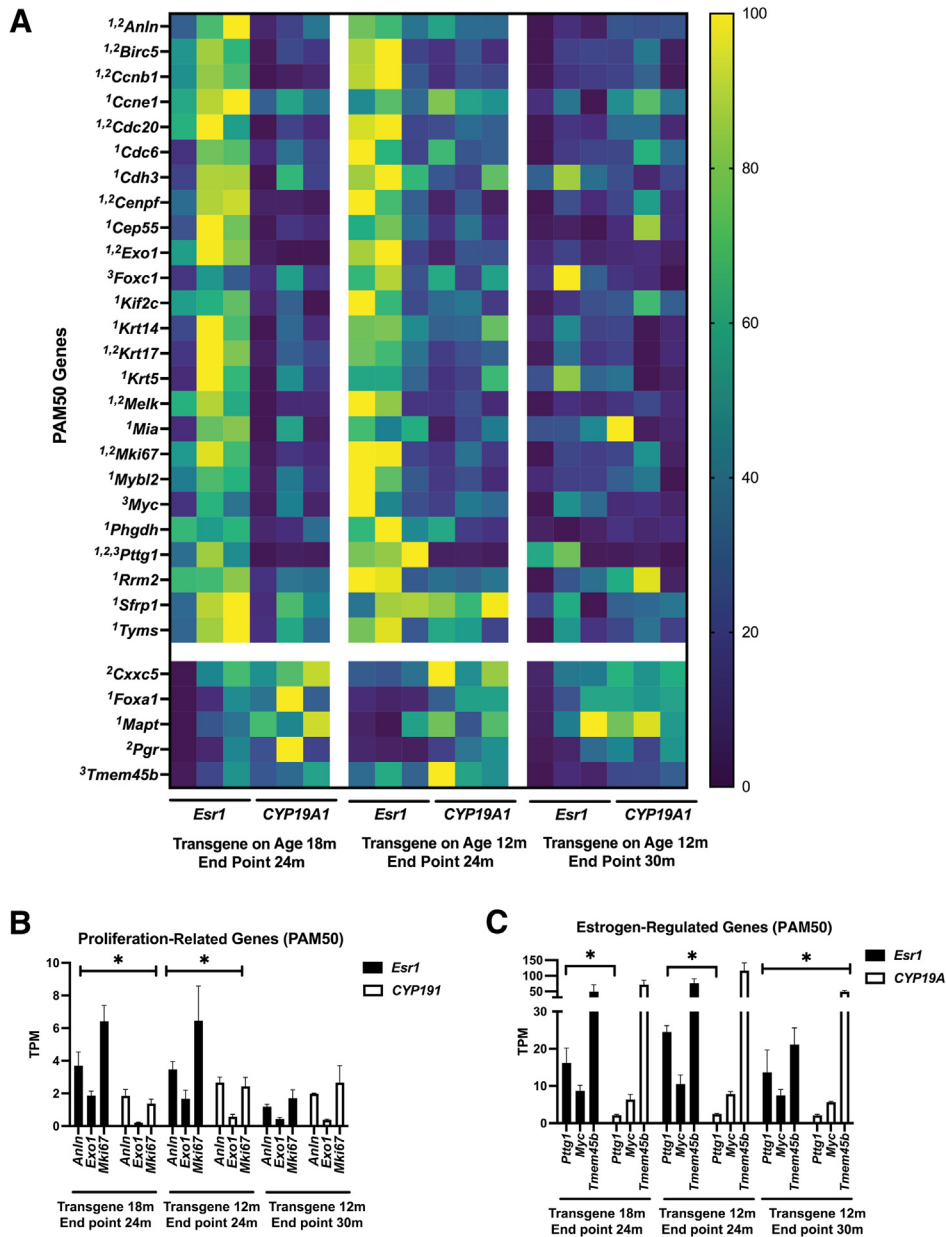 A
PAM50 Genes
1,2Anln
1,2Birc5
1,2Ccnb1
1Ccne1
1,2Cdc20
1Cdc6
1Cdh3
1,2Cenpf
1Cep55
1,2Exo1
3Foxc1
1Kif2c
1Krt14
1,2Krt17
1Krt5
1,2Melk
1Mia
1,2Mki67
1Mybl2
3Myc
1Phgdh
1,2,3Pttg1
1Rrm2
1Sfrp1
1Tyms
2Cxxc5
1Foxa1
1Mapt
2Pgr
3Tmem45b
100
80
60
40
20
0
Esr1 CYP19A1 Esr1 CYP19A1 Esr1 CYP19A1
Transgene on Age 18m Transgene on Age 12m Transgene on Age 12m
End Point 24m End Point 24m End Point 30m
B
Proliferation-Related Genes (PAM50)
* *
Esr1
CYP191
TPM
10
8
6
4
2
0
Anln Exo1 Mki67 Anln Exo1 Mki67 Anln Exo1 Mki67 Anln Exo1 Mki67 Anln Exo1 Mki67 Anln Exo1 Mki67
Transgene 18m Transgene 12m Transgene 12m
End point 24m End point 24m End point 30m
C
Estrogen-Regulated Genes (PAM50)
* * *
Esr1
CYP19A
TPM
150
100
50
30
20
10
0
Pttg1 Myc Tmem45b Pttg1 Myc Tmem45b Pttg1 Myc Tmem45b Pttg1 Myc Tmem45b Pttg1 Myc Tmem45b Pttg1 Myc Tmem45b
Transgene 18m Transgene 12m Transgene 12m
End point 24m End point 24m End point 30m